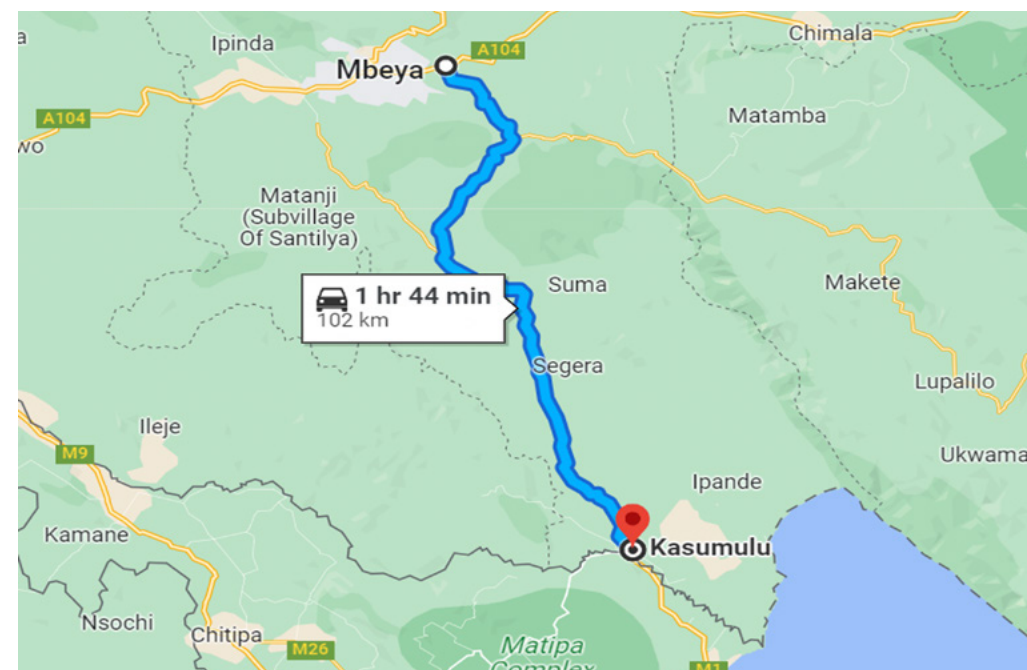 a
Ipinda
Chimala
A104
Mbeya
A104
Matamba
wo
Matanji
(Subvillage
Of Santilya)
Suma
Makete
1 hr 44 min
102 km
Segera
Lupalilo
Ileje
M9
Ukwama
Ipande
Kamane
Kasumulu
Nsochi
Chitipa
M26
Matipa
Complex
M1